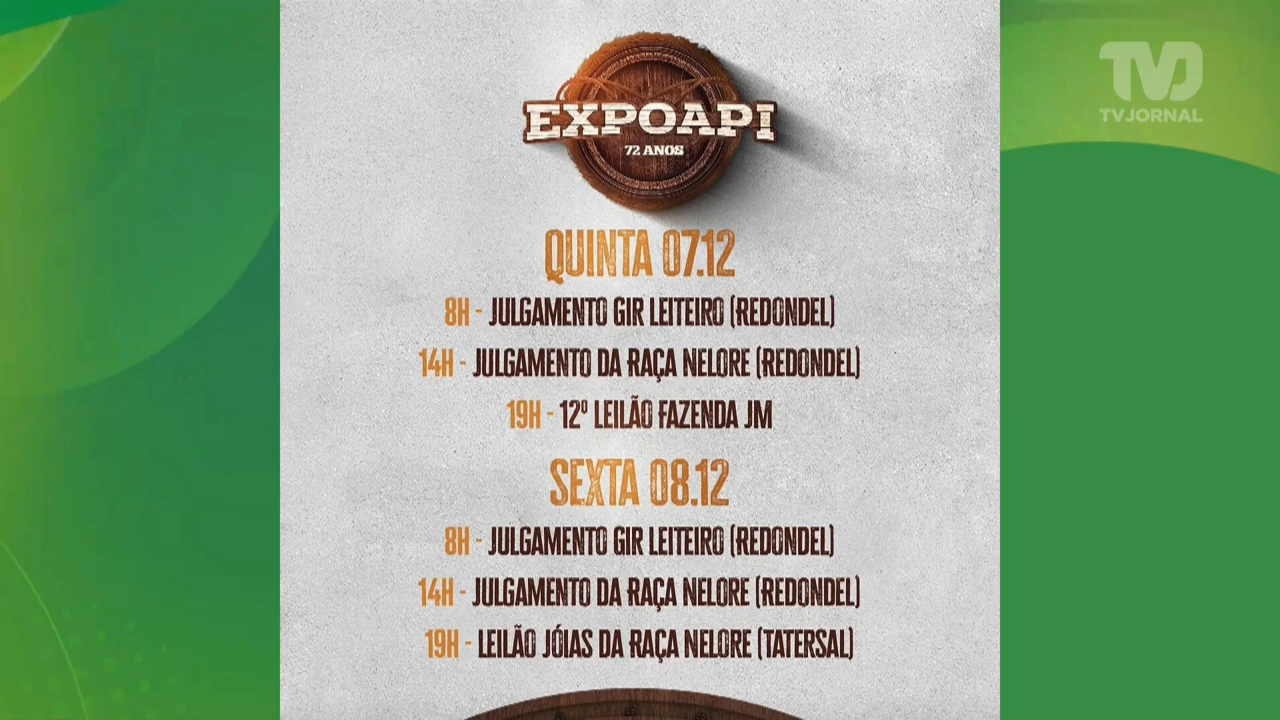 TVJ
TV JORNAL
EXPOAPI
72 ANOS
QUINTA 07.12
8H - JULGAMENTO GIR LEITEIRO (REDONDEL)
14H - JULGAMENTO DA RAÇA NELORE (REDONDEL)
19H - 12º LEILÃO FAZENDA JM
SEXTA 08.12
8H - JULGAMENTO GIR LEITEIRO (REDONDEL)
14H - JULGAMENTO DA RAÇA NELORE (REDONDEL)
19H - LEILÃO JÓIAS DA RAÇA NELORE (TATERSAL)